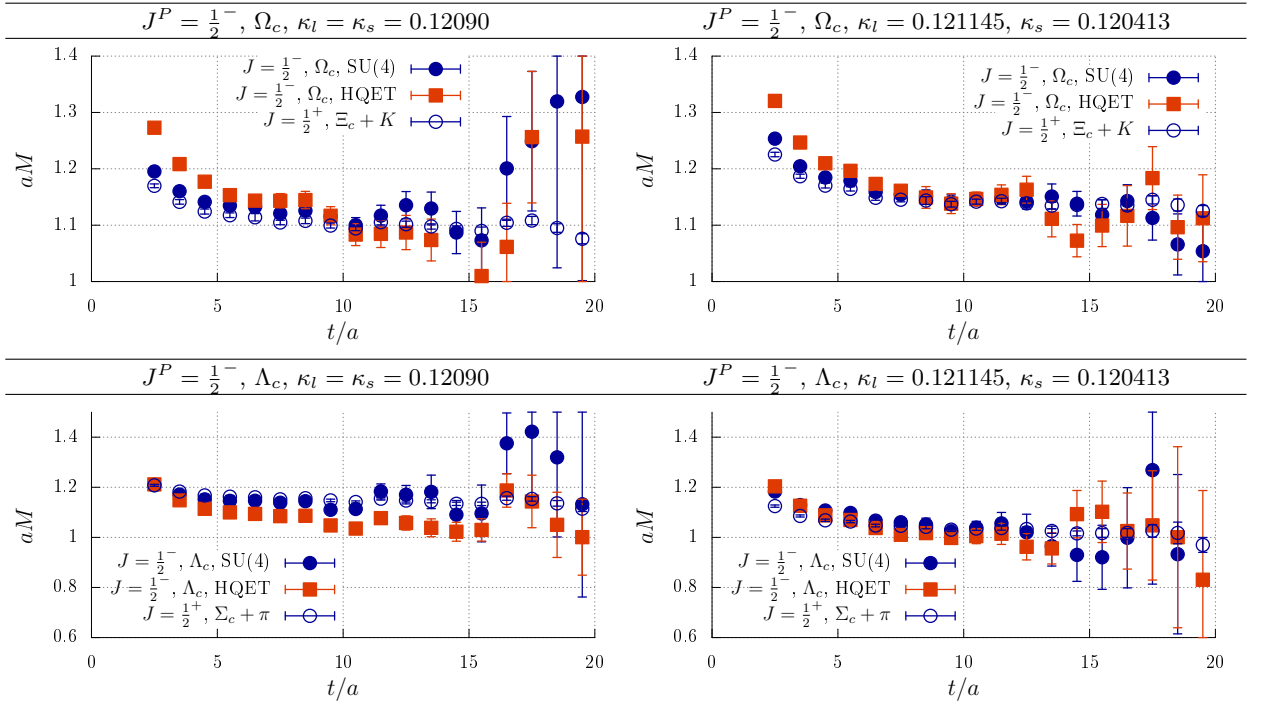 J^P = 1/2^−, Ω_c, κ_l = κ_s = 0.12090
J^P = 1/2^−, Ω_c, κ_l = 0.121145, κ_s = 0.120413
aM
1.4
1.3
1.2
1.1
1
J = 1/2^−, Ω_c, SU(4)
J = 1/2^−, Ω_c, HQET
J = 1/2^+, Ξ_c + K
0 5 10 15 20
t/a
aM
1.4
1.3
1.2
1.1
1
J = 1/2^−, Ω_c, SU(4)
J = 1/2^−, Ω_c, HQET
J = 1/2^+, Ξ_c + K
0 5 10 15 20
t/a
J^P = 1/2^−, Λ_c, κ_l = κ_s = 0.12090
J^P = 1/2^−, Λ_c, κ_l = 0.121145, κ_s = 0.120413
aM
1.4
1.2
1
0.8
0.6
J = 1/2^−, Λ_c, SU(4)
J = 1/2^−, Λ_c, HQET
J = 1/2^+, Σ_c + π
0 5 10 15 20
t/a
aM
1.4
1.2
1
0.8
0.6
J = 1/2^−, Λ_c, SU(4)
J = 1/2^−, Λ_c, HQET
J = 1/2^+, Σ_c + π
0 5 10 15 20
t/a